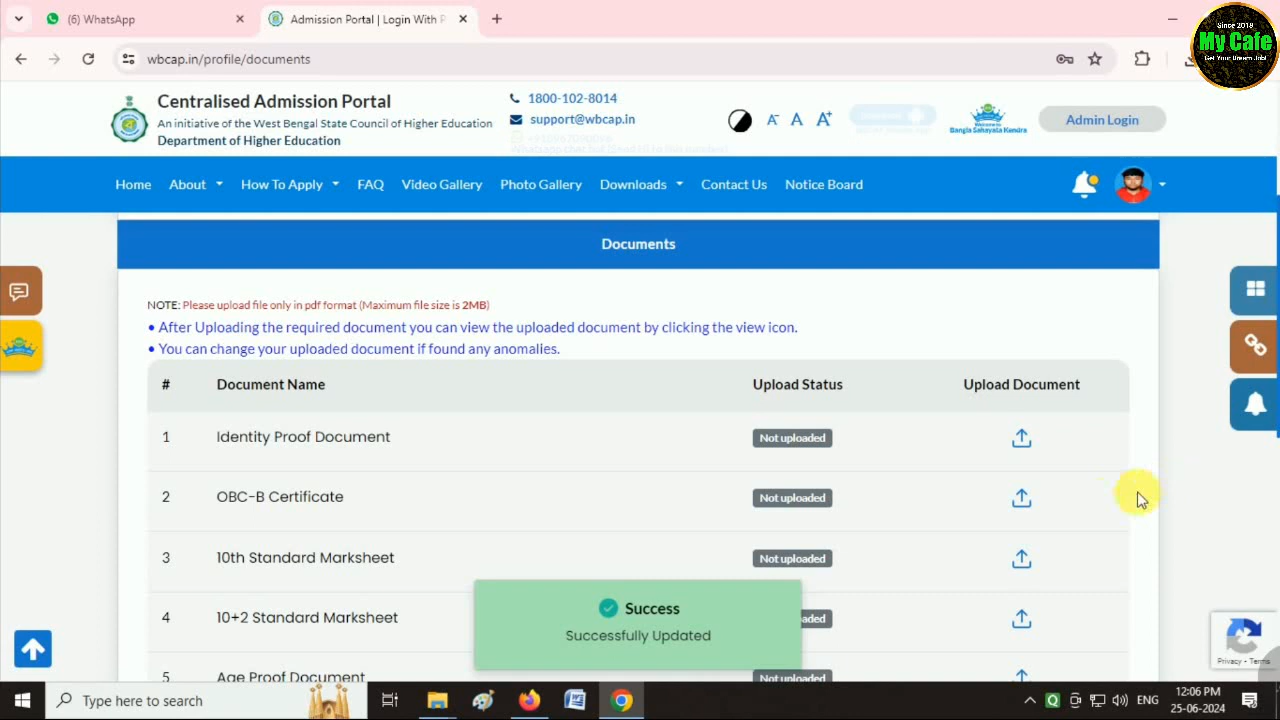 (6) WhatsApp
Admission Portal | Login With
wbcap.in/profile/documents
Since 2018
My Cafe
Get Your Dream Job!
Centralised Admission Portal
An initiative of the West Bengal State Council of Higher Education
Department of Higher Education
1800-102-8014
support@wbcap.in
A-
A
A+
Bangla Sahayata Kendra
Admin Login
Home
About
How To Apply
FAQ
Video Gallery
Photo Gallery
Downloads
Contact Us
Notice Board
Documents
NOTE: Please upload file only in pdf format (Maximum file size is 2MB)
• After Uploading the required document you can view the uploaded document by clicking the view icon.
• You can change your uploaded document if found any anomalies.
# Document Name Upload Status Upload Document
1 Identity Proof Document Not uploaded
2 OBC-B Certificate Not uploaded
3 10th Standard Marksheet Not uploaded
4 10+2 Standard Marksheet aded
5 Age Proof Document Not uploaded
Success
Successfully Updated
Privacy - Terms
Type here to search
ENG
12:06 PM
25-06-2024